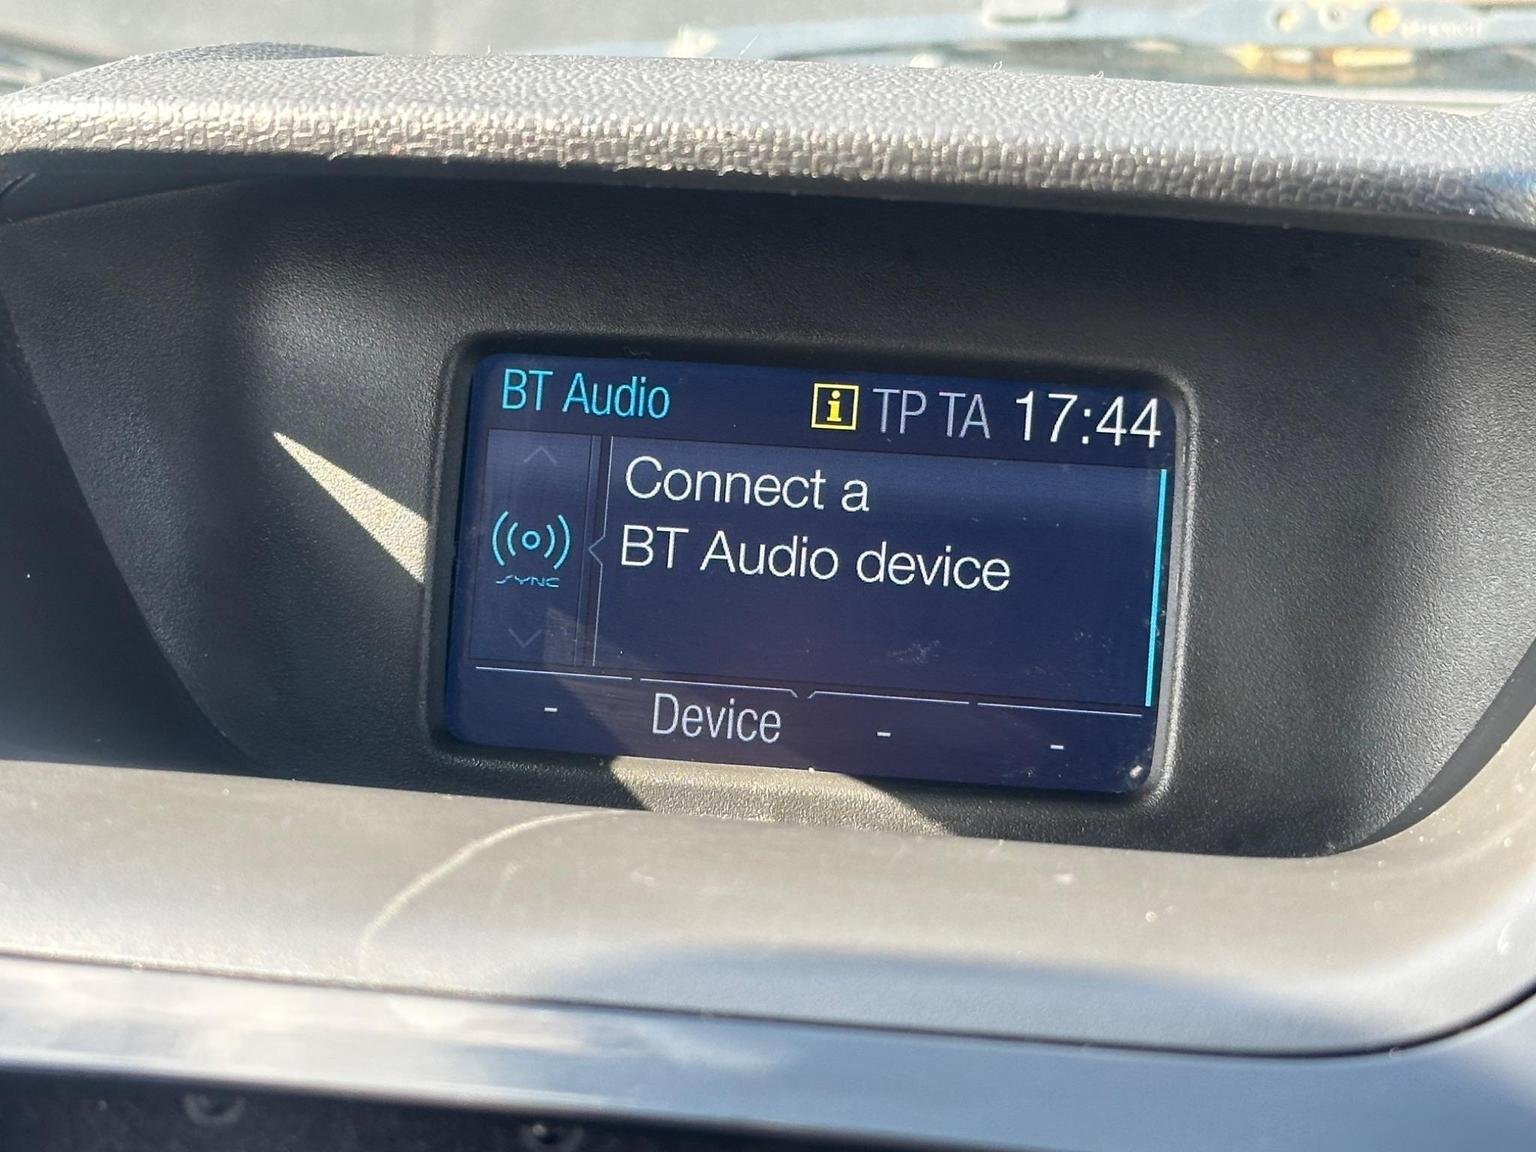 BT Audio
i TP TA 17:44
Connect a
BT Audio device
SYNC
- Device - -